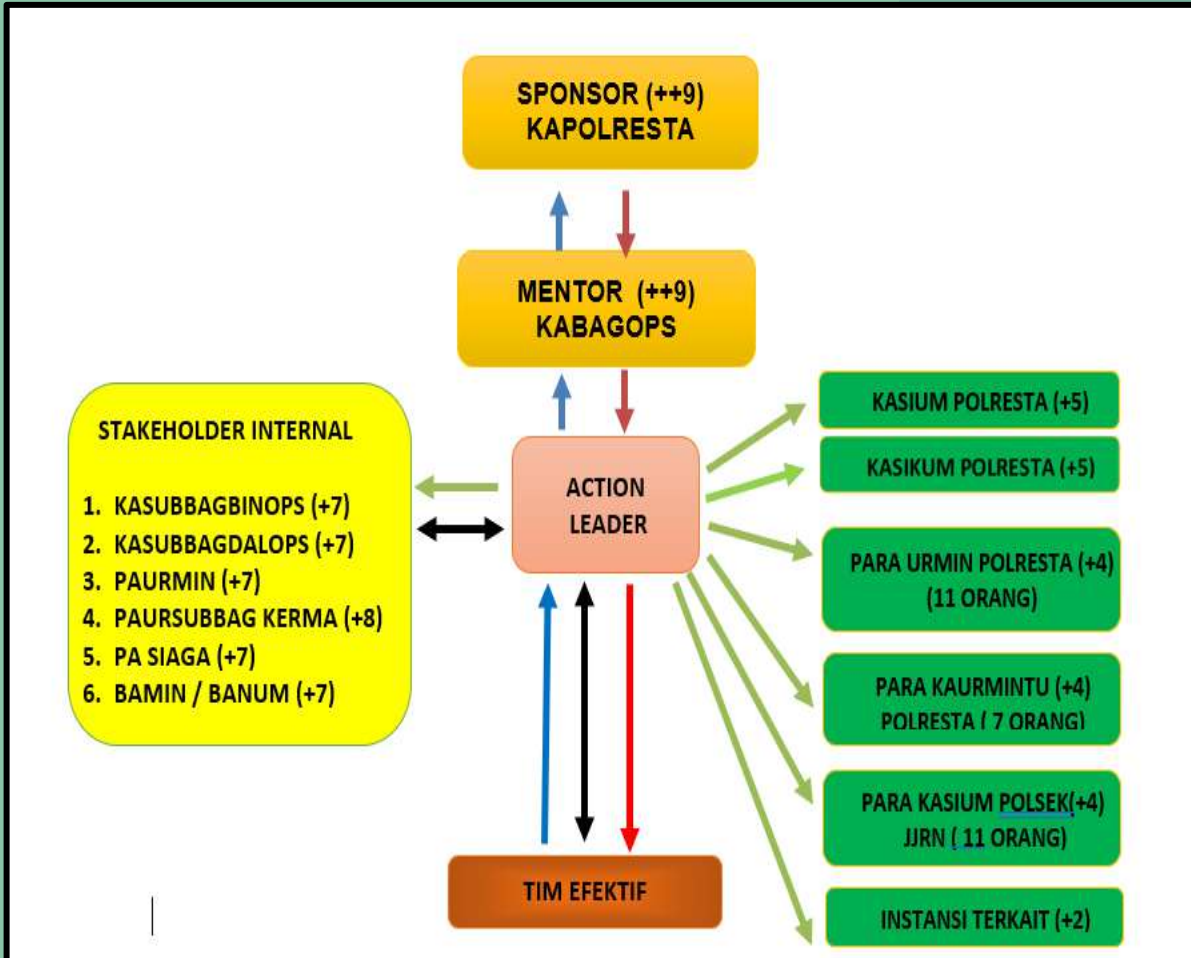 SPONSOR (++9)
KAPOLRESTA
MENTOR (++9)
KABAGOPS
STAKEHOLDER INTERNAL
1. KASUBBAGBINOPS (+7)
2. KASUBBAGDALOPS (+7)
3. PAURMIN (+7)
4. PAURSUBBAG KERMA (+8)
5. PA SIAGA (+7)
6. BAMIN / BANUM (+7)
ACTION
LEADER
TIM EFEKTIF
KASIUM POLRESTA (+5)
KASIKUM POLRESTA (+5)
PARA URMIN POLRESTA (+4)
(11 ORANG)
PARA KAURMINTU (+4)
POLRESTA ( 7 ORANG)
PARA KASIUM POLSEK(+4)
JJRN ( 11 ORANG)
INSTANSI TERKAIT (+2)